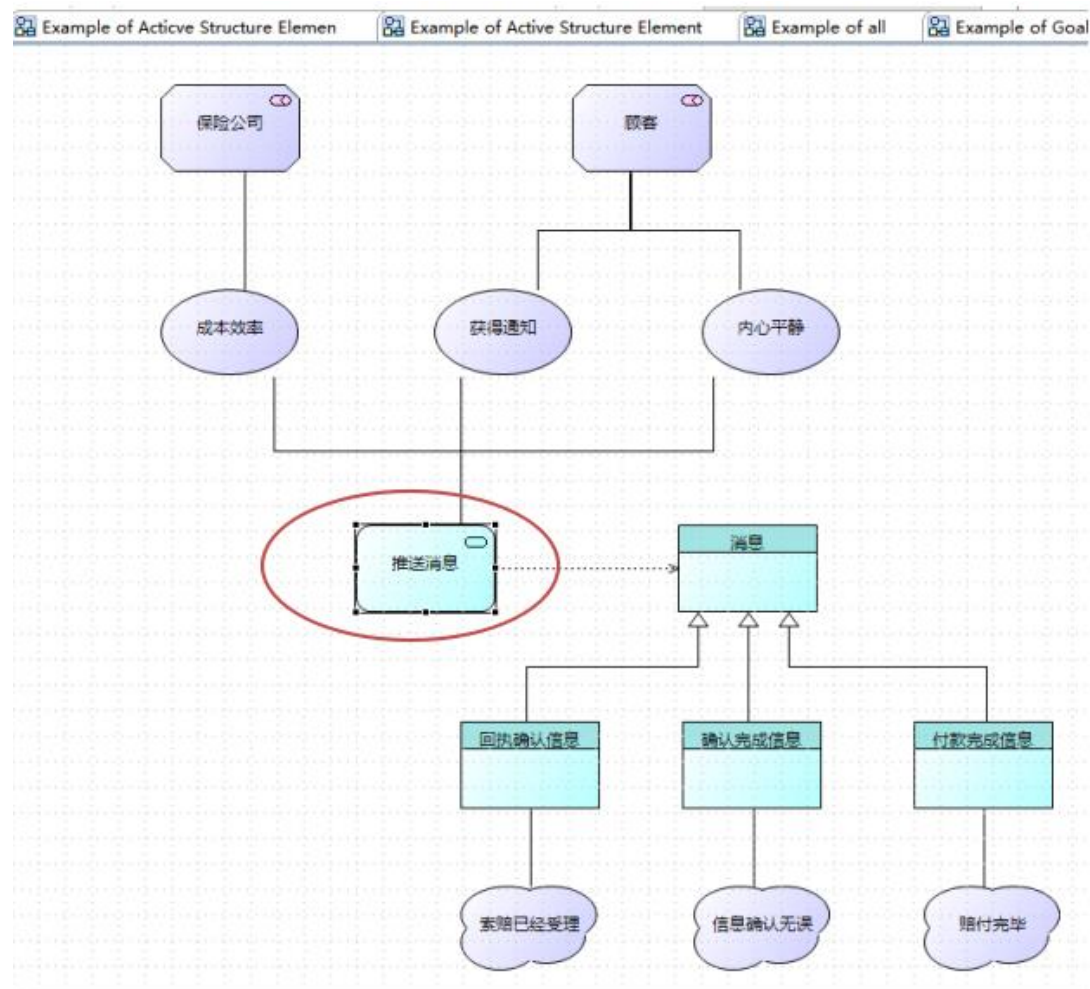 Example of Acticve Structure Elemen
Example of Active Structure Element
Example of all
Example of Goal
保险公司
顾客
成本效率
获得通知
内心平静
推送消息
消息
回执确认信息
确认完成信息
付款完成信息
索赔已经受理
信息确认无误
赔付完毕